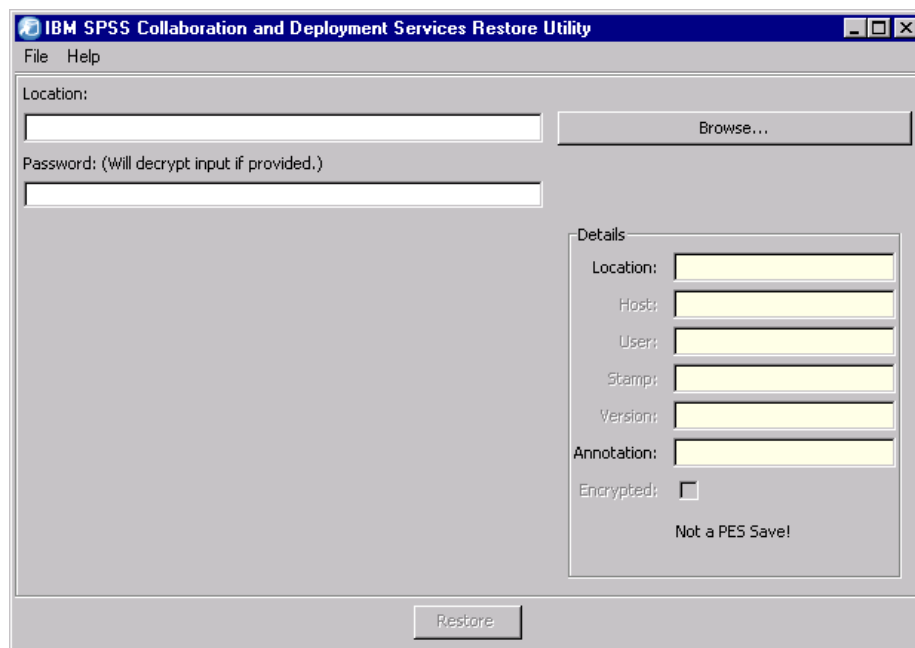 IBM SPSS Collaboration and Deployment Services Restore Utility
File Help
Location:
Browse...
Password: (Will decrypt input if provided.)
Details
Location:
Host:
User:
Stamp:
Version:
Annotation:
Encrypted:
Not a PES Save!
Restore